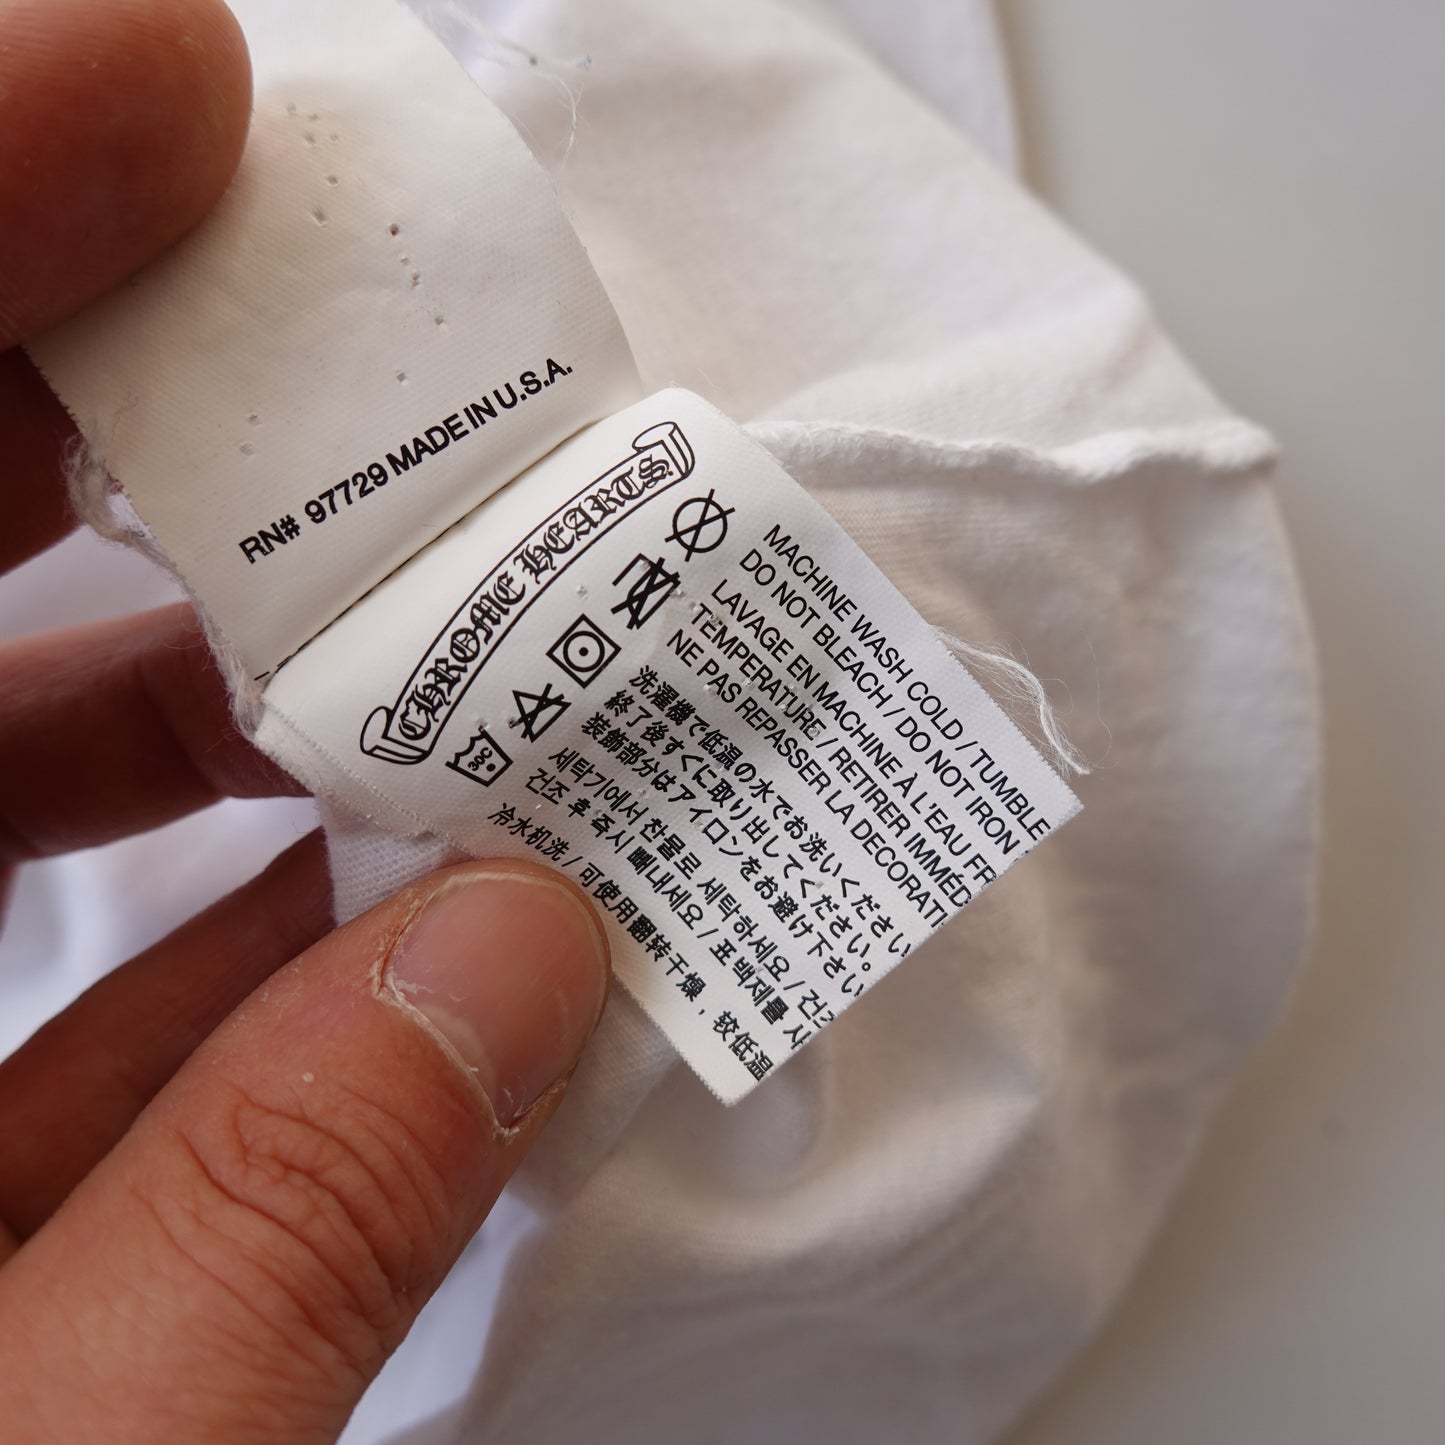 RN# 97729 MADE IN U.S.A.
CHROME HEARTS
30C
MACHINE WASH COLD / TUMBLE
DO NOT BLEACH / DO NOT IRON
LAVAGE EN MACHINE À L'EAU FR
TEMPERATURE / RETIRER IMMÉD
NE PAS REPASSER LA DECORATI
洗濯機で低温の水でお洗いください
終了後すぐに取り出してください。
装飾部分はアイロンをお避け下さい
세탁기에서 찬물로 세탁하세요 / 건조
건조 후 즉시 빼내세요 / 표백제를 사
冷水机洗 / 可使用翻转干燥，较低温